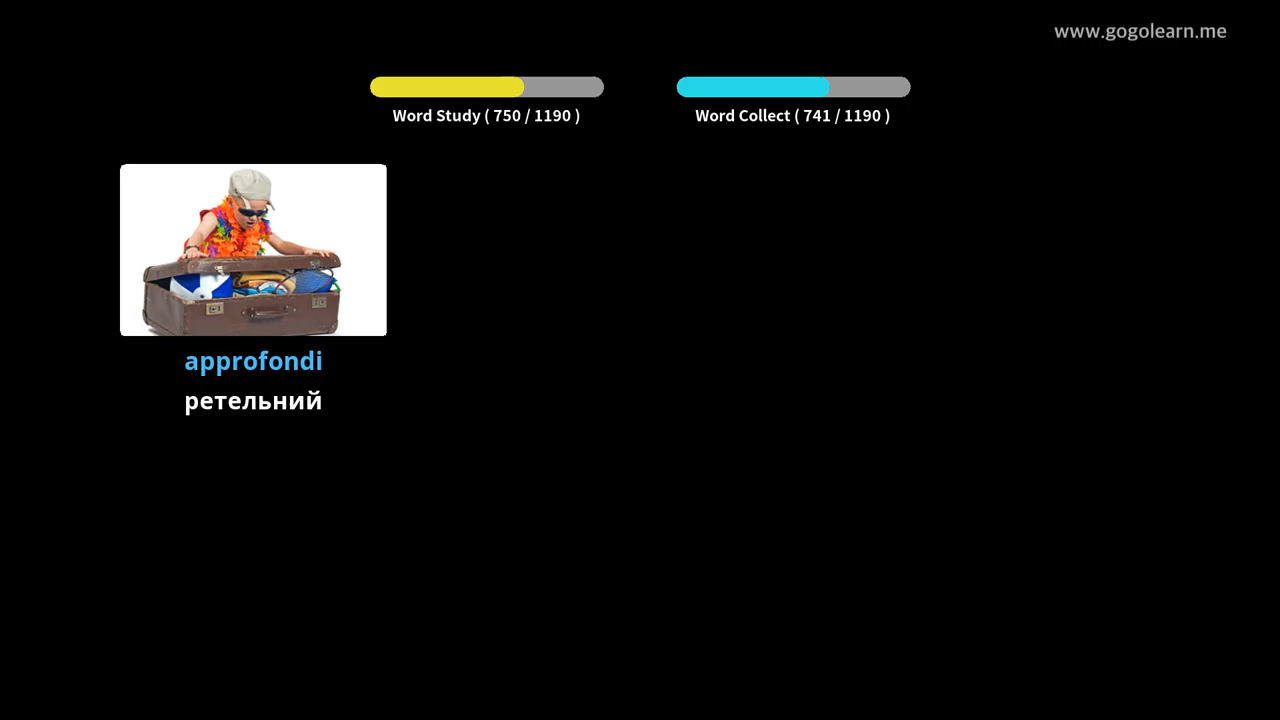 www.gogolearn.me
Word Study ( 750 / 1190 )
Word Collect ( 741 / 1190 )
approfondi
ретельний